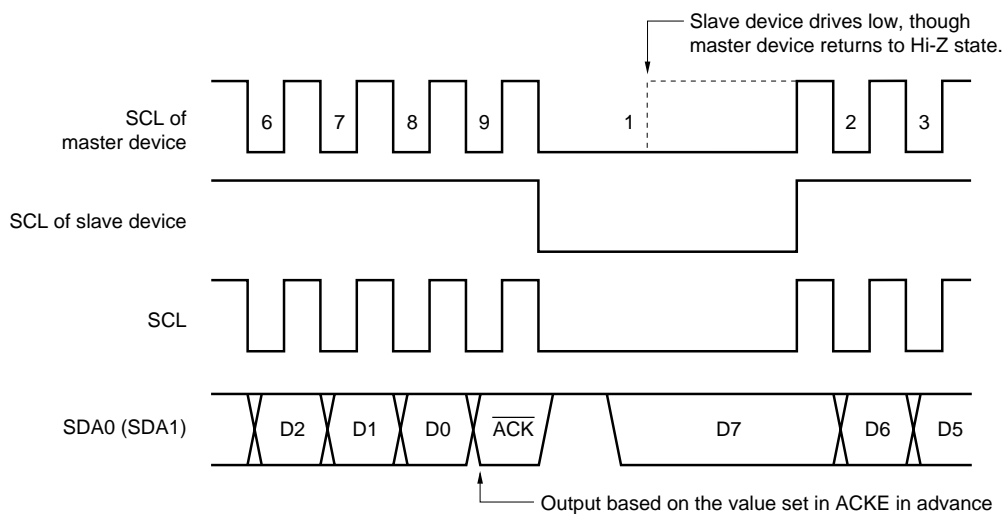 Slave device drives low, though
master device returns to Hi-Z state.
SCL of
master device
6 7 8 9 1 2 3
SCL of slave device
SCL
SDA0 (SDA1)
D2 D1 D0 ACK D7 D6 D5
Output based on the value set in ACKE in advance